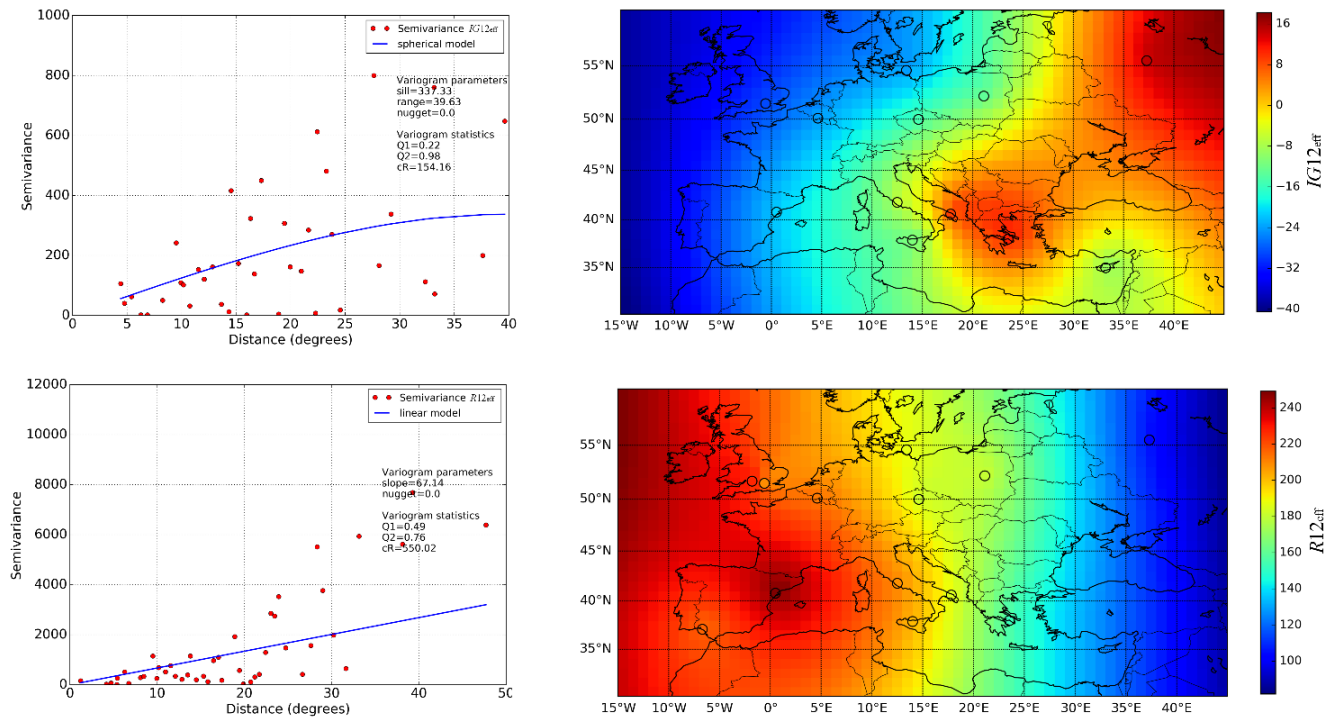 1000
800
600
400
200
0
Semivariance
Semivariance IG12eff
spherical model
Variogram parameters
sill=337.33
range=39.63
nugget=0.0
Variogram statistics
Q1=0.22
Q2=0.98
cR=154.16
0 5 10 15 20 25 30 35 40
Distance (degrees)
55°N
50°N
45°N
40°N
35°N
15°W 10°W 5°W 0° 5°E 10°E 15°E 20°E 25°E 30°E 35°E 40°E
16
8
0
−8
−16
−24
−32
−40
IG12eff
12000
10000
8000
6000
4000
2000
0
Semivariance
Semivariance R12eff
linear model
Variogram parameters
slope=67.14
nugget=0.0
Variogram statistics
Q1=0.49
Q2=0.76
cR=550.02
0 10 20 30 40 50
Distance (degrees)
55°N
50°N
45°N
40°N
35°N
15°W 10°W 5°W 0° 5°E 10°E 15°E 20°E 25°E 30°E 35°E 40°E
240
220
200
180
160
140
120
100
R12eff